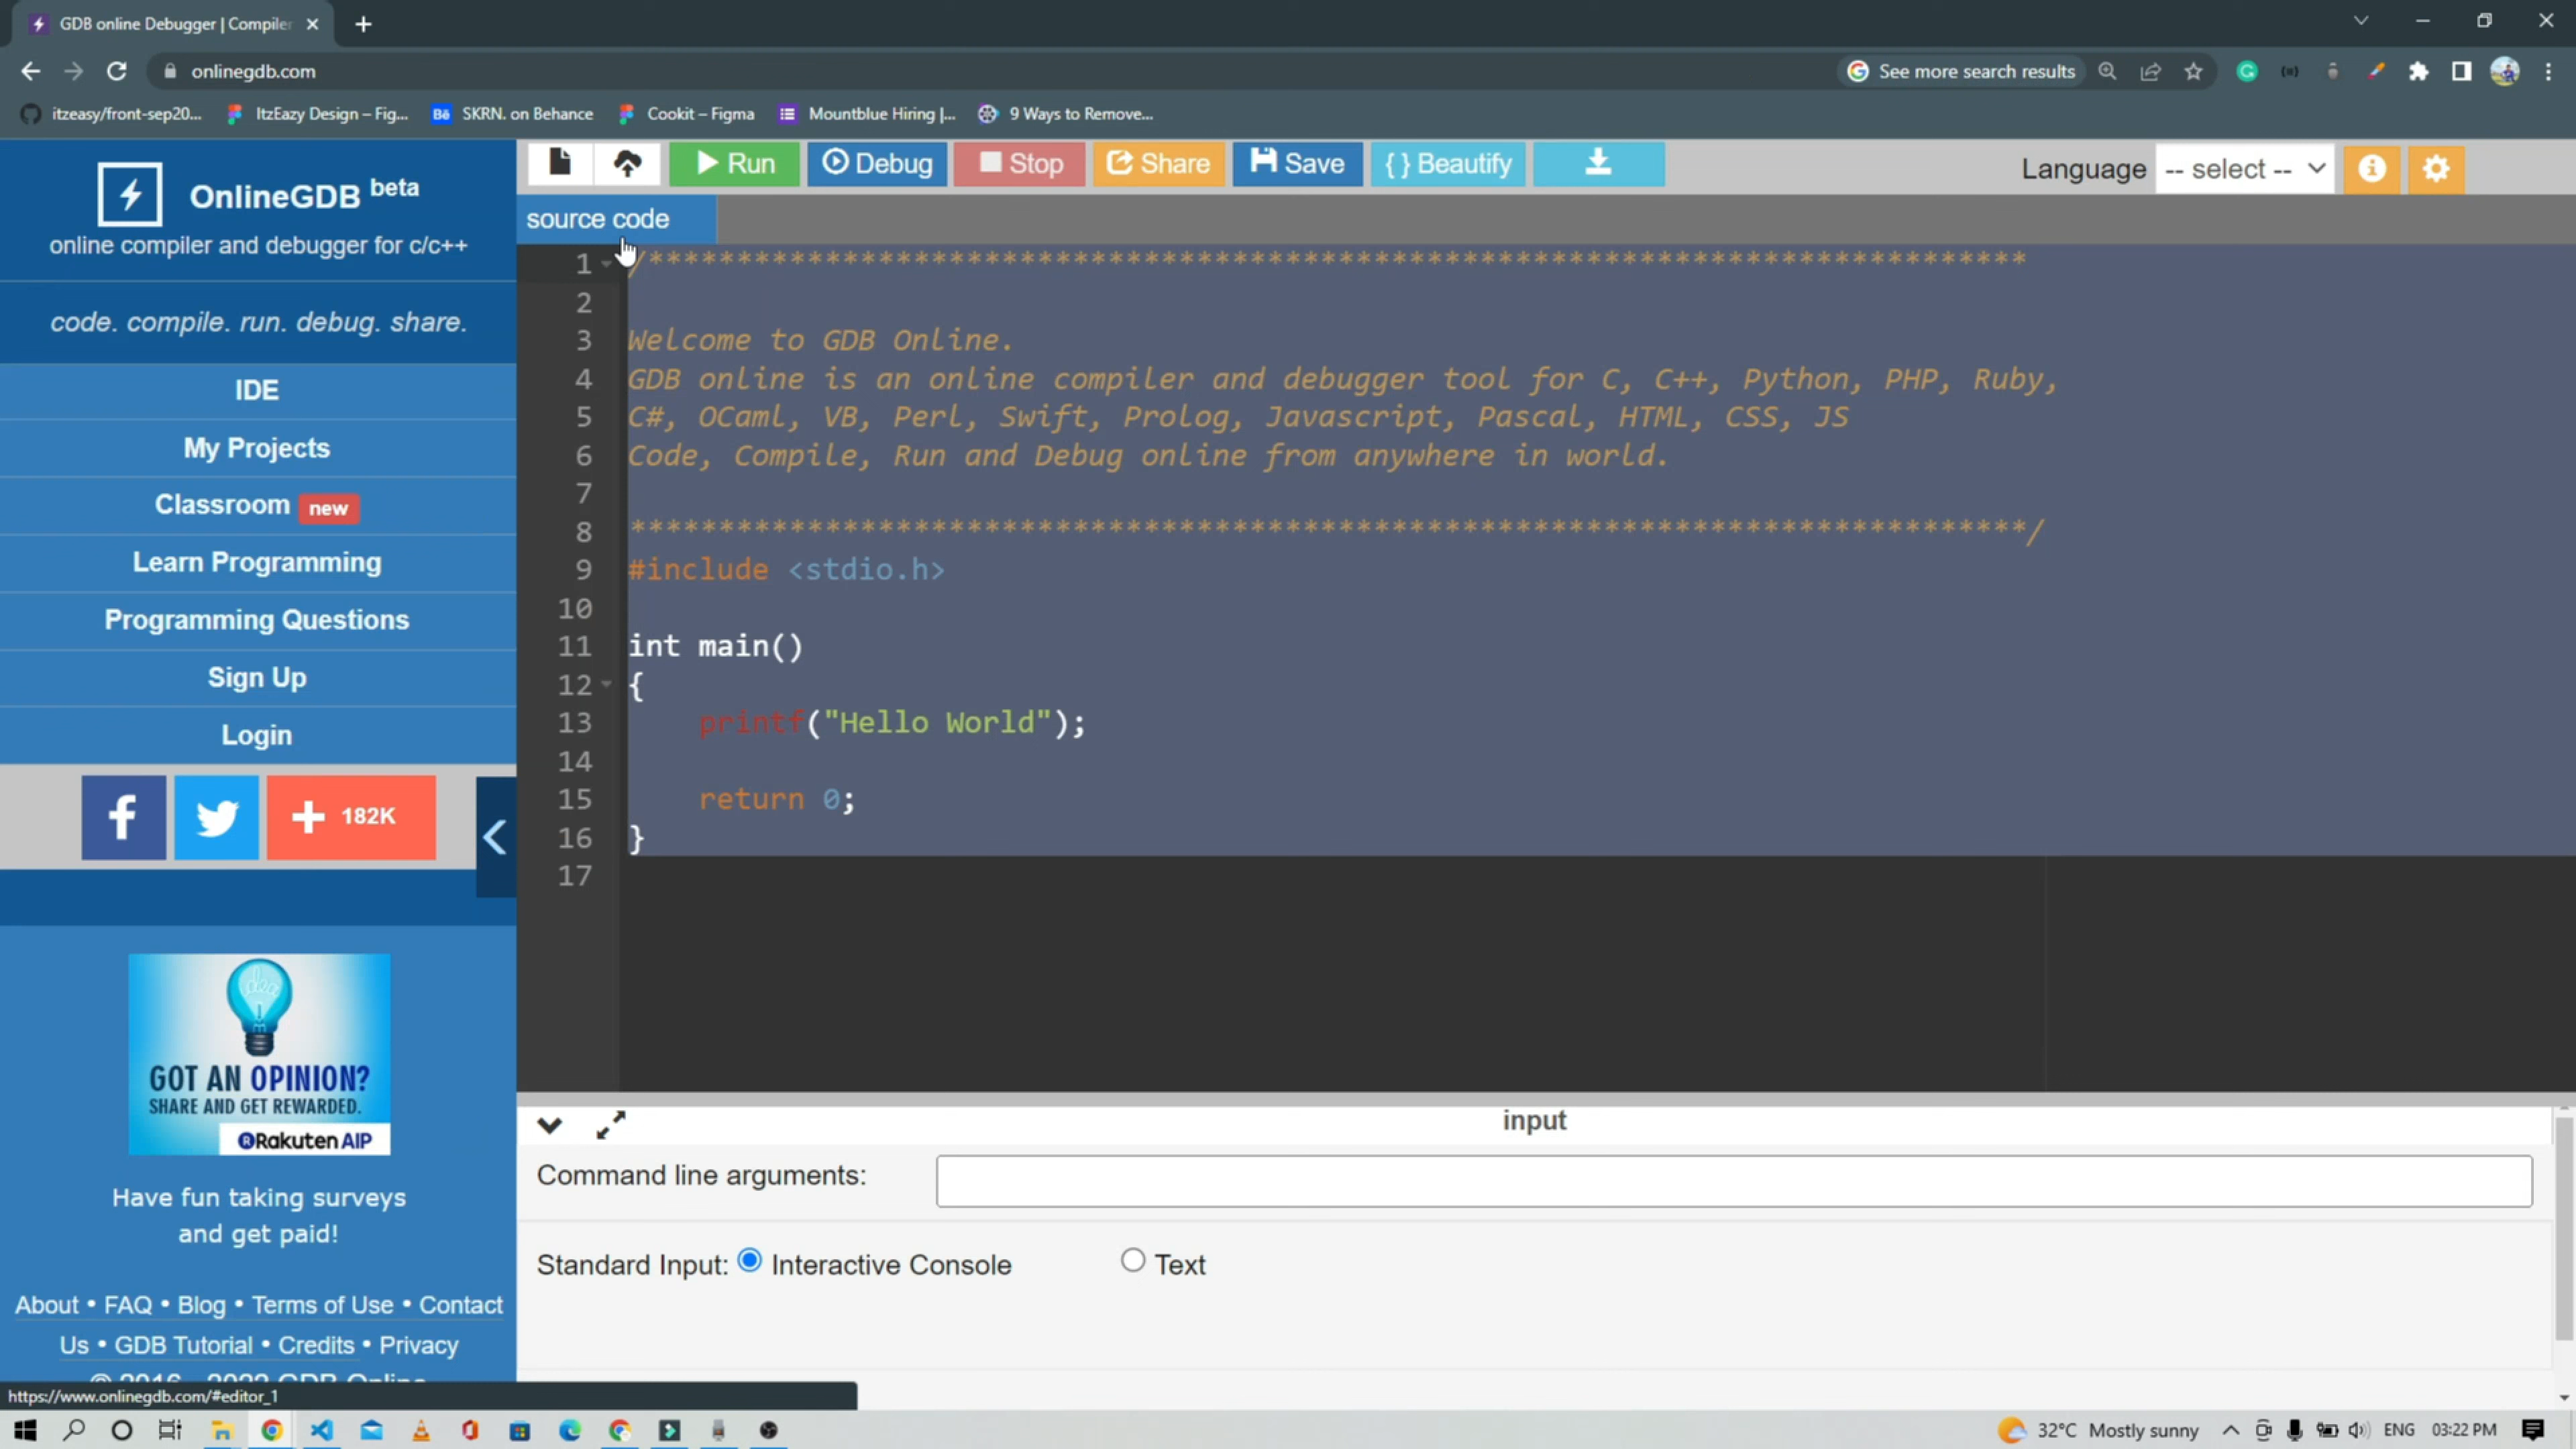 GDB online Debugger | Compiler
onlinegdb.com
See more search results
itzeasy/front-sep20...
ItzEazy Design – Fig...
Bē SKRN. on Behance
Cookit – Figma
Mountblue Hiring |...
9 Ways to Remove...
OnlineGDB beta
online compiler and debugger for c/c++
code. compile. run. debug. share.
IDE
My Projects
Classroom new
Learn Programming
Programming Questions
Sign Up
Login
182K
idea
GOT AN OPINION?
SHARE AND GET REWARDED.
Rakuten AIP
Have fun taking surveys
and get paid!
About • FAQ • Blog • Terms of Use • Contact
Us • GDB Tutorial • Credits • Privacy
https://www.onlinegdb.com/#editor_1
Run
Debug
Stop
Share
Save
{ } Beautify
Language -- select --
source code
1 /******************************************************************************
2
3 Welcome to GDB Online.
4 GDB online is an online compiler and debugger tool for C, C++, Python, PHP, Ruby,
5 C#, OCaml, VB, Perl, Swift, Prolog, Javascript, Pascal, HTML, CSS, JS
6 Code, Compile, Run and Debug online from anywhere in world.
7
8 *******************************************************************************/
9 #include <stdio.h>
10
11 int main()
12 {
13     printf("Hello World");
14
15     return 0;
16 }
17
input
Command line arguments:
Standard Input: Interactive Console Text
32°C Mostly sunny
ENG
03:22 PM